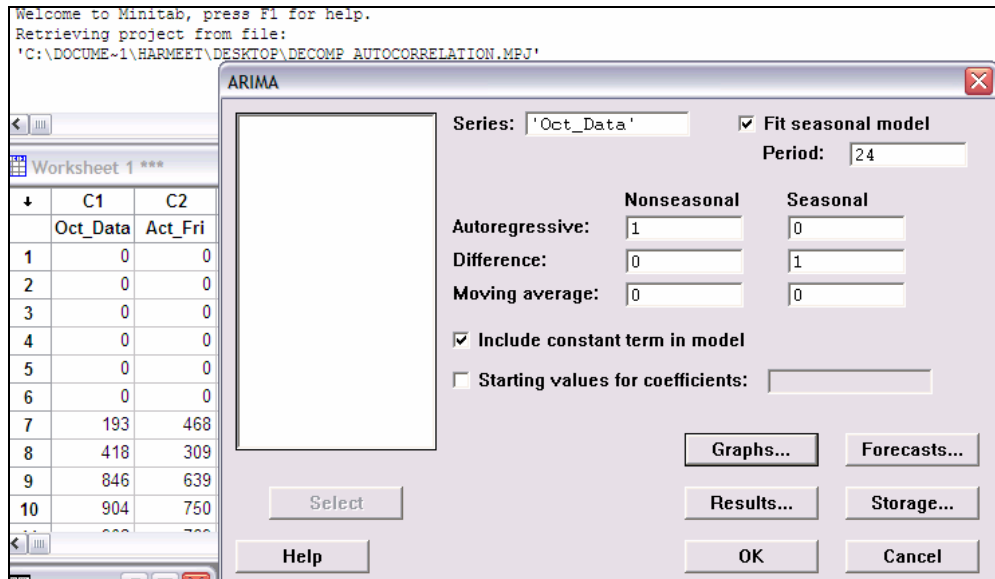 Welcome to Minitab, press F1 for help.
Retrieving project from file:
'C:\DOCUME~1\HARMEET\DESKTOP\DECOMP AUTOCORRELATION.MPJ'
ARIMA
Series: 'Oct_Data'
Fit seasonal model
Period: 24
Nonseasonal Seasonal
Autoregressive: 1 0
Difference: 0 1
Moving average: 0 0
Include constant term in model
Starting values for coefficients:
Graphs... Forecasts...
Select Results... Storage...
Help OK Cancel
Worksheet 1 ***
↓ C1 C2
Oct_Data Act_Fri
1 0 0
2 0 0
3 0 0
4 0 0
5 0 0
6 0 0
7 193 468
8 418 309
9 846 639
10 904 750